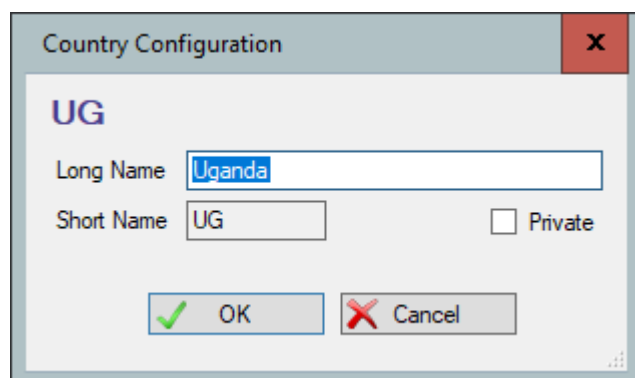 Country Configuration x
UG
Long Name Uganda
Short Name UG Private
OK Cancel